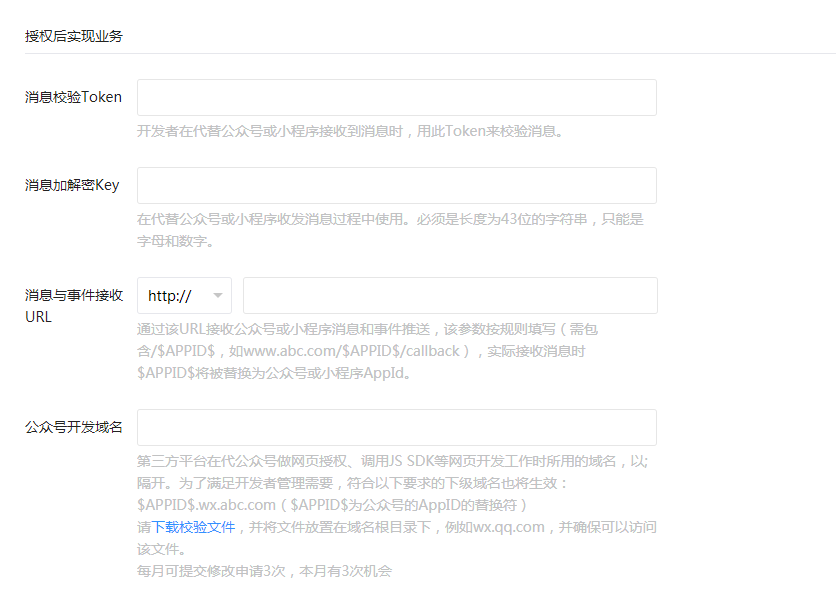 授权后实现业务
消息校验Token
开发者在代替公众号或小程序接收到消息时，用此Token来校验消息。
消息加解密Key
在代替公众号或小程序收发消息过程中使用。必须是长度为43位的字符串，只能是
字母和数字。
消息与事件接收
URL
http://
通过该URL接收公众号或小程序消息和事件推送，该参数按规则填写（需包
含/$APPID$，如www.abc.com/$APPID$/callback），实际接收消息时
$APPID$将被替换为公众号或小程序AppId。
公众号开发域名
第三方平台在代公众号做网页授权、调用JS SDK等网页开发工作时所用的域名，以;
隔开。为了满足开发者管理需要，符合以下要求的下级域名也将生效：
$APPID$.wx.abc.com（$APPID$为公众号的AppID的替换符）
请下载校验文件，并将文件放置在域名根目录下，例如wx.qq.com，并确保可以访问
该文件。
每月可提交修改申请3次，本月有3次机会